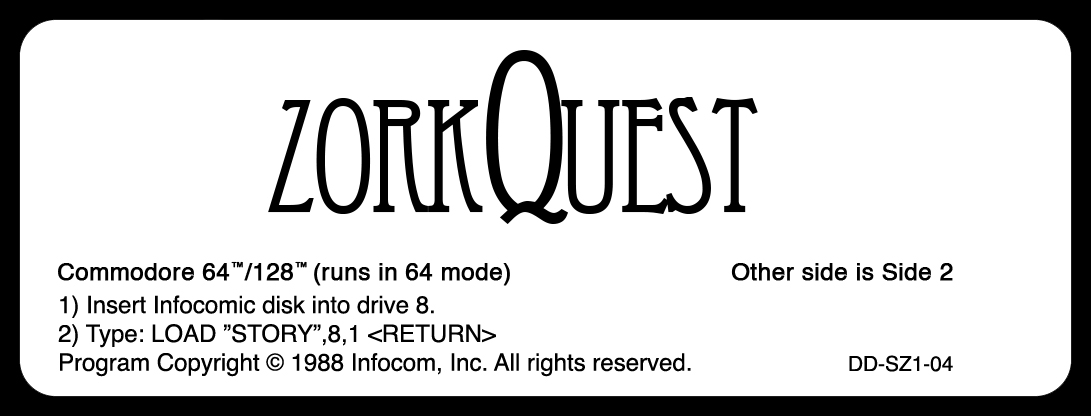 ZORKQUEST
Commodore 64™/128™ (runs in 64 mode)
Other side is Side 2
1) Insert Infocomic disk into drive 8.
2) Type: LOAD ”STORY”,8,1 <RETURN>
Program Copyright © 1988 Infocom, Inc. All rights reserved.
DD-SZ1-04